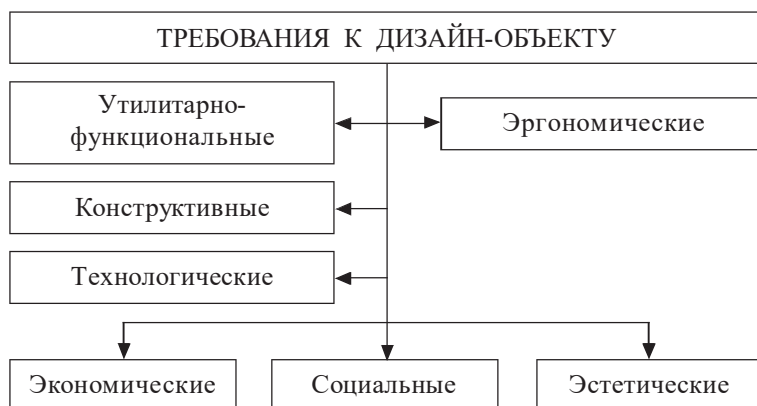 ТРЕБОВАНИЯ К ДИЗАЙН-ОБЪЕКТУ
Утилитарно-
функциональные
Эргономические
Конструктивные
Технологические
Экономические
Социальные
Эстетические